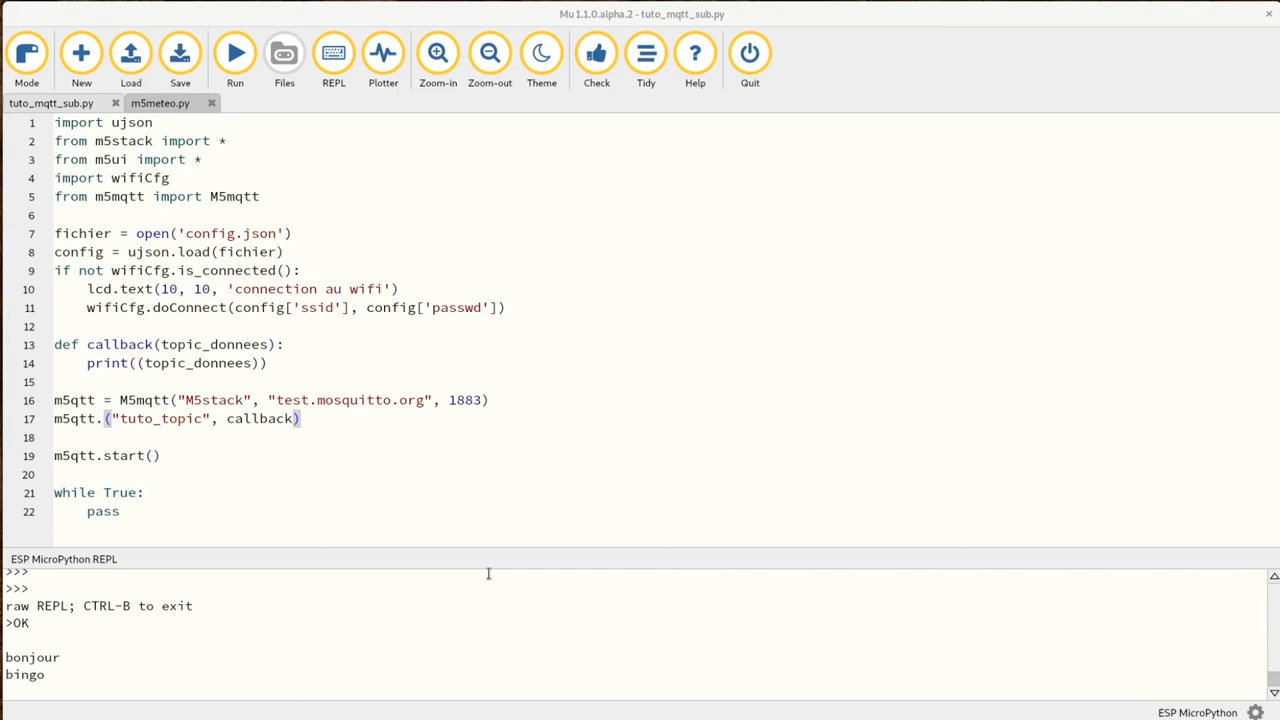 Mu 1.1.0.alpha.2 - tuto_mqtt_sub.py
Mode New Load Save Run Files REPL Plotter Zoom-in Zoom-out Theme Check Tidy Help Quit
tuto_mqtt_sub.py m5meteo.py
1 import ujson
2 from m5stack import *
3 from m5ui import *
4 import wifiCfg
5 from m5mqtt import M5mqtt
6
7 fichier = open('config.json')
8 config = ujson.load(fichier)
9 if not wifiCfg.is_connected():
10     lcd.text(10, 10, 'connection au wifi')
11     wifiCfg.doConnect(config['ssid'], config['passwd'])
12
13 def callback(topic_donnees):
14     print((topic_donnees))
15
16 m5qtt = M5mqtt("M5stack", "test.mosquitto.org", 1883)
17 m5qtt.("tuto_topic", callback)
18
19 m5qtt.start()
20
21 while True:
22     pass
ESP MicroPython REPL
>>>
>>>
raw REPL; CTRL-B to exit
>OK
bonjour
bingo
ESP MicroPython